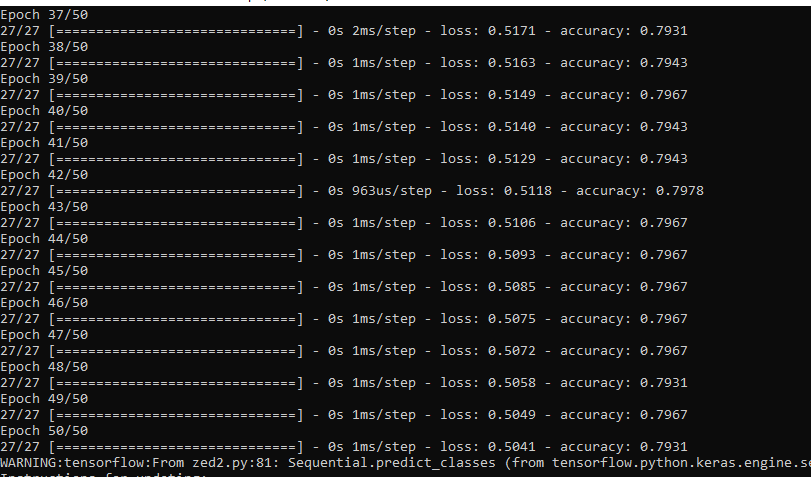 Epoch 37/50
27/27 [==============================] - 0s 2ms/step - loss: 0.5171 - accuracy: 0.7931
Epoch 38/50
27/27 [==============================] - 0s 1ms/step - loss: 0.5163 - accuracy: 0.7943
Epoch 39/50
27/27 [==============================] - 0s 1ms/step - loss: 0.5149 - accuracy: 0.7967
Epoch 40/50
27/27 [==============================] - 0s 1ms/step - loss: 0.5140 - accuracy: 0.7943
Epoch 41/50
27/27 [==============================] - 0s 1ms/step - loss: 0.5129 - accuracy: 0.7943
Epoch 42/50
27/27 [==============================] - 0s 963us/step - loss: 0.5118 - accuracy: 0.7978
Epoch 43/50
27/27 [==============================] - 0s 1ms/step - loss: 0.5106 - accuracy: 0.7967
Epoch 44/50
27/27 [==============================] - 0s 1ms/step - loss: 0.5093 - accuracy: 0.7967
Epoch 45/50
27/27 [==============================] - 0s 1ms/step - loss: 0.5085 - accuracy: 0.7967
Epoch 46/50
27/27 [==============================] - 0s 1ms/step - loss: 0.5075 - accuracy: 0.7967
Epoch 47/50
27/27 [==============================] - 0s 1ms/step - loss: 0.5072 - accuracy: 0.7967
Epoch 48/50
27/27 [==============================] - 0s 1ms/step - loss: 0.5058 - accuracy: 0.7931
Epoch 49/50
27/27 [==============================] - 0s 1ms/step - loss: 0.5049 - accuracy: 0.7967
Epoch 50/50
27/27 [==============================] - 0s 1ms/step - loss: 0.5041 - accuracy: 0.7931
WARNING:tensorflow:From zed2.py:81: Sequential.predict_classes (from tensorflow.python.keras.engine.se
Instructions for updating: